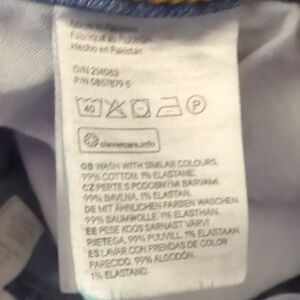 Made in Pakistan
Fabriqué au Pakistan
Hecho en Pakistán
O/N 214062
P/N 0857879 5
40
P
clevercare.info
GB WASH WITH SIMILAR COLOURS.
99% COTTON. 1% ELASTANE.
CZ PERTE S PODOBNÝMI BARVAMI.
99% BAVLNA. 1% ELASTAN.
DE MIT ÄHNLICHEN FARBEN WASCHEN.
99% BAUMWOLLE. 1% ELASTHAN.
EE PESE KOOS SARNAST VÄRVI
RIIETEGA. 99% PUUVILL. 1% ELASTAAN
ES LAVAR CON PRENDAS DE COLOR
PARECIDO. 99% ALGODÓN.
1% ELASTANO.